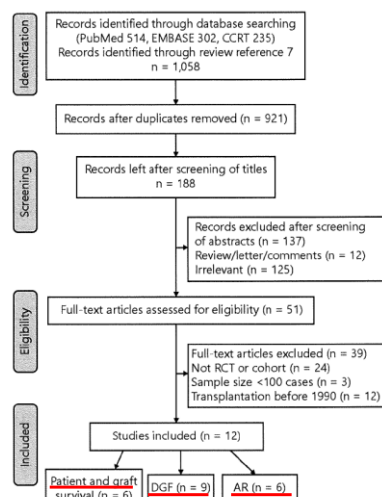 Identification
Records identified through database searching
(PubMed 514, EMBASE 302, CCRT 235)
Records identified through review reference 7
n = 1,058
Records after duplicates removed (n = 921)
Screening
Records left after screening of titles
n = 188
Records excluded after screening
of abstracts (n = 137)
Review/letter/comments (n = 12)
Irrelevant (n = 125)
Eligibility
Full-text articles assessed for eligibility (n = 51)
Full-text articles excluded (n = 39)
Not RCT or cohort (n = 24)
Sample size <100 cases (n = 3)
Transplantation before 1990 (n = 12)
Included
Studies included (n = 12)
Patient and graft
survival (n = 6)
DGF (n = 9)
AR (n = 6)